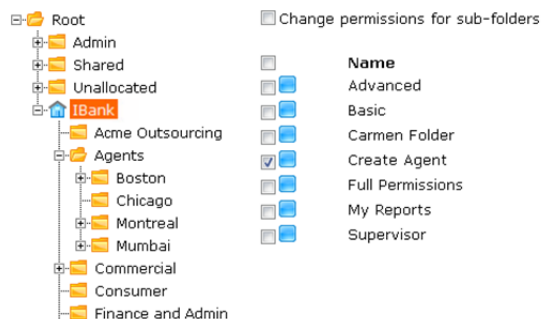 Root
Admin
Shared
Unallocated
IBank
Acme Outsourcing
Agents
Boston
Chicago
Montreal
Mumbai
Commercial
Consumer
Finance and Admin
Change permissions for sub-folders
Name
Advanced
Basic
Carmen Folder
Create Agent
Full Permissions
My Reports
Supervisor